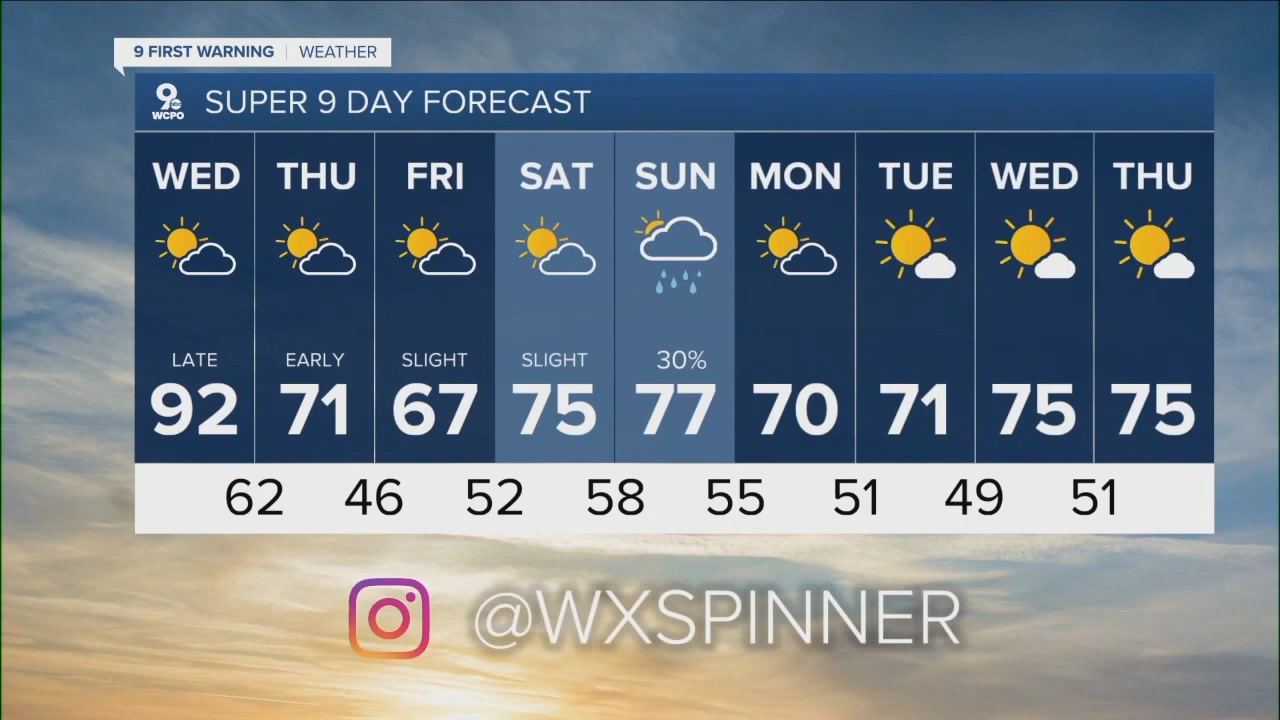 9 FIRST WARNING | WEATHER
9 abc
WCPO
SUPER 9 DAY FORECAST
WED THU FRI SAT SUN MON TUE WED THU
LATE EARLY SLIGHT SLIGHT 30%
92 71 67 75 77 70 71 75 75
62 46 52 58 55 51 49 51
@WXSPINNER